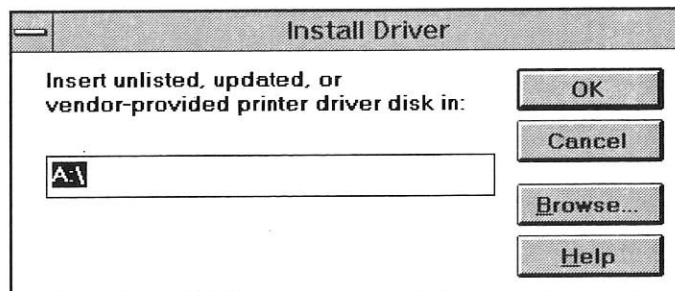 Install Driver
Insert unlisted, updated, or
vendor-provided printer driver disk in:
A:\
OK
Cancel
Browse...
Help